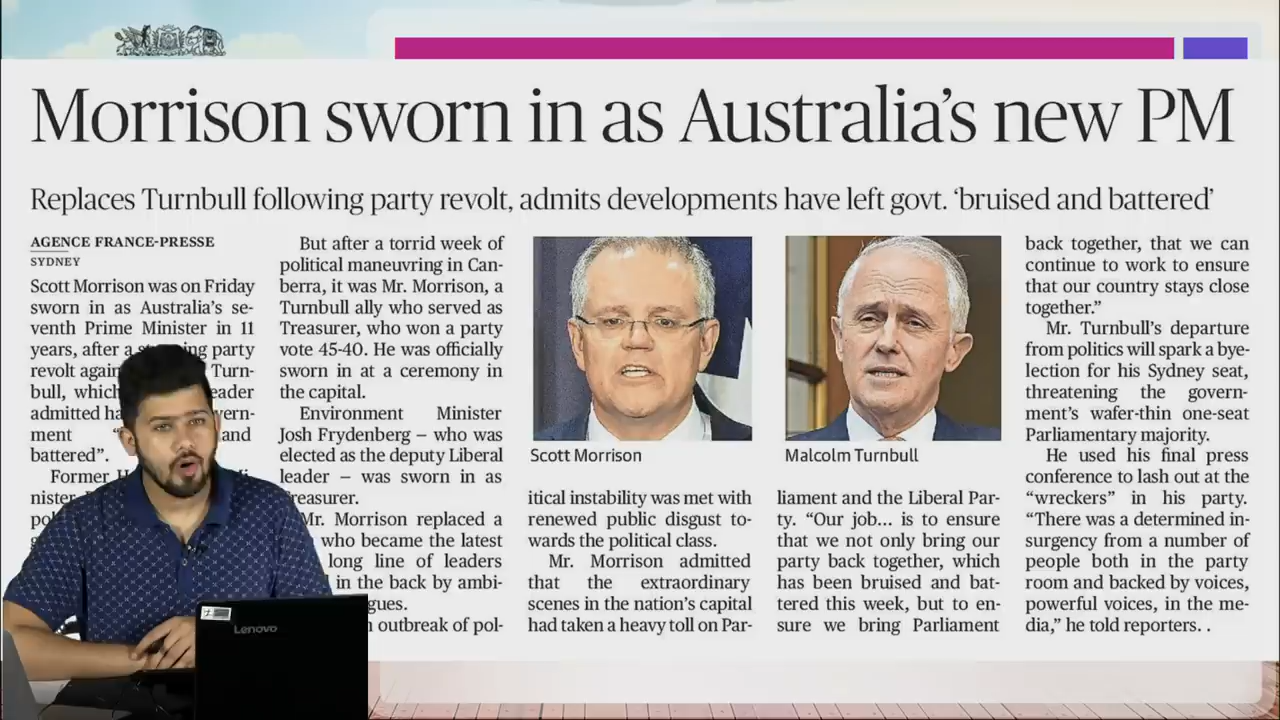 Morrison sworn in as Australia's new PM
Replaces Turnbull following party revolt, admits developments have left govt. ‘bruised and battered’
AGENCE FRANCE-PRESSE
SYDNEY
Scott Morrison was on Friday
sworn in as Australia's se-
venth Prime Minister in 11
years, after a ing party
revolt Turn-
bull, which eader
admitted vern-
ment and
battered”.
Former
But after a torrid week of
political maneuvring in Can-
berra, it was Mr. Morrison, a
Turnbull ally who served as
Treasurer, who won a party
vote 45-40. He was officially
sworn in at a ceremony in
the capital.
Environment Minister
Josh Frydenberg – who was
elected as the deputy Liberal
leader – was sworn in as
reasurer.
Mr. Morrison replaced a
who became the latest
long line of leaders
in the back by ambi-
gues.
outbreak of pol-
Scott Morrison
itical instability was met with
renewed public disgust to-
wards the political class.
Mr. Morrison admitted
that the extraordinary
scenes in the nation's capital
had taken a heavy toll on Par-
Malcolm Turnbull
liament and the Liberal Par-
ty. “Our job... is to ensure
that we not only bring our
party back together, which
has been bruised and bat-
tered this week, but to en-
sure we bring Parliament
back together, that we can
continue to work to ensure
that our country stays close
together.”
Mr. Turnbull's departure
from politics will spark a bye-
lection for his Sydney seat,
threatening the govern-
ment's wafer-thin one-seat
Parliamentary majority.
He used his final press
conference to lash out at the
“wreckers” in his party.
“There was a determined in-
surgency from a number of
people both in the party
room and backed by voices,
powerful voices, in the me-
dia,” he told reporters. .
Lenovo